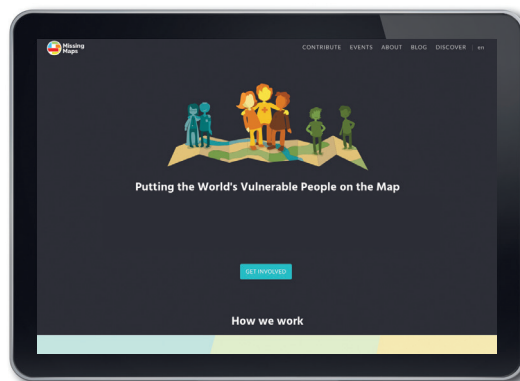 Missing
Maps
CONTRIBUTE EVENTS ABOUT BLOG DISCOVER en
Putting the World's Vulnerable People on the Map
GET INVOLVED
How we work